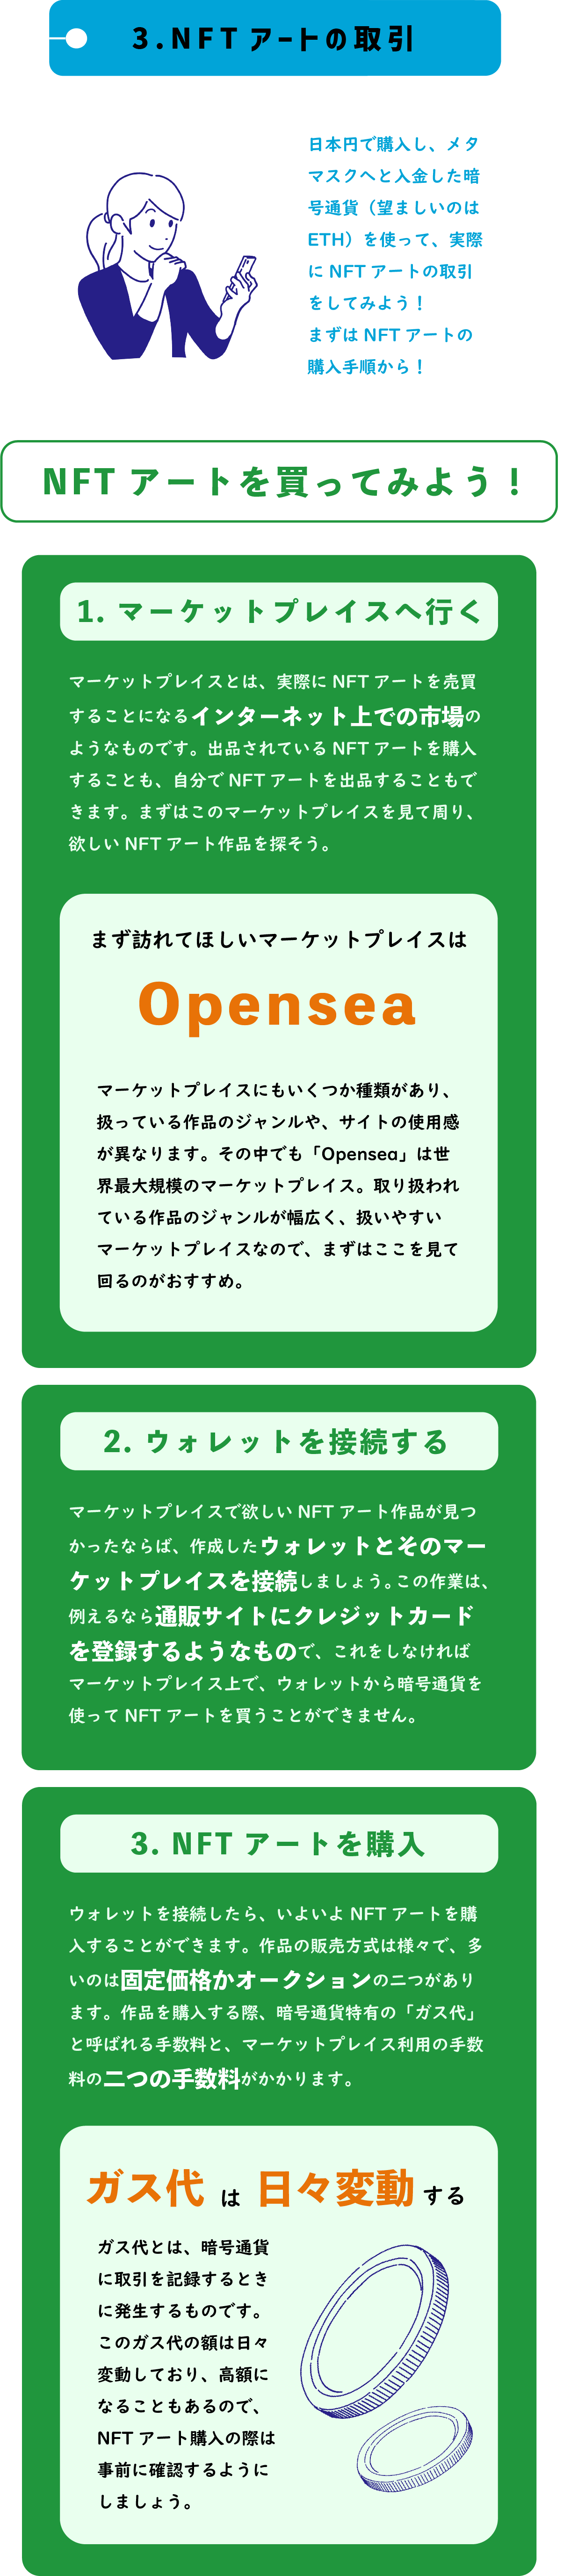 3.NFTアートの取引
日本円で購入し、メタ
マスクへと入金した暗
号通貨（望ましいのは
ETH）を使って、実際
に NFT アートの取引
をしてみよう！
まずは NFT アートの
購入手順から！
NFT アートを買ってみよう！
1. マーケットプレイスへ行く
マーケットプレイスとは、実際に NFT アートを売買
することになるインターネット上での市場の
ようなものです。出品されている NFT アートを購入
することも、自分で NFT アートを出品することもで
きます。まずはこのマーケットプレイスを見て周り、
欲しい NFT アート作品を探そう。
まず訪れてほしいマーケットプレイスは
Opensea
マーケットプレイスにもいくつか種類があり、
扱っている作品のジャンルや、サイトの使用感
が異なります。その中でも「Opensea」は世
界最大規模のマーケットプレイス。取り扱われ
ている作品のジャンルが幅広く、扱いやすい
マーケットプレイスなので、まずはここを見て
回るのがおすすめ。
2. ウォレットを接続する
マーケットプレイスで欲しい NFT アート作品が見つ
かったならば、作成したウォレットとそのマー
ケットプレイスを接続しましょう。この作業は、
例えるなら通販サイトにクレジットカード
を登録するようなもので、これをしなければ
マーケットプレイス上で、ウォレットから暗号通貨を
使って NFT アートを買うことができません。
3. NFT アートを購入
ウォレットを接続したら、いよいよ NFT アートを購
入することができます。作品の販売方式は様々で、多
いのは固定価格かオークションの二つがあり
ます。作品を購入する際、暗号通貨特有の「ガス代」
と呼ばれる手数料と、マーケットプレイス利用の手数
料の二つの手数料がかかります。
ガス代 は 日々変動 する
ガス代とは、暗号通貨
に取引を記録するとき
に発生するものです。
このガス代の額は日々
変動しており、高額に
なることもあるので、
NFT アート購入の際は
事前に確認するように
しましょう。